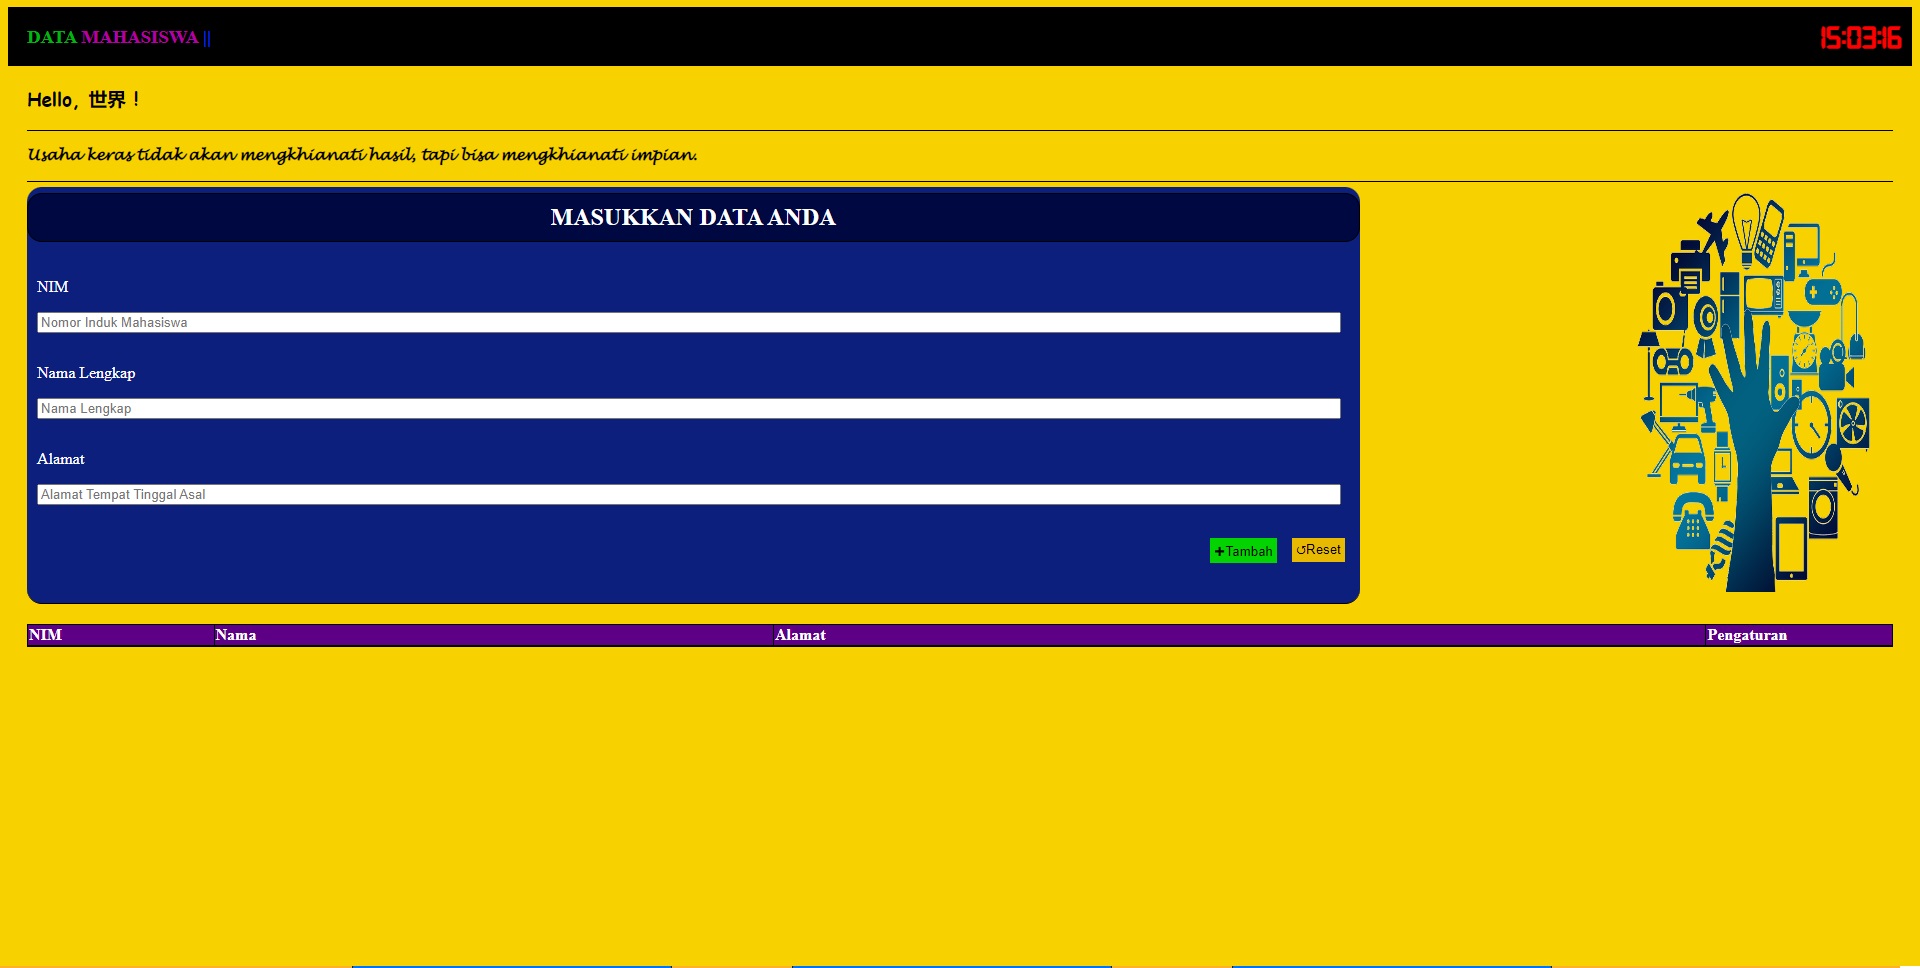 DATA MAHASISWA ||
15:03:16
Hello, 世界！
Usaha keras tidak akan mengkhianati hasil, tapi bisa mengkhianati impian.
MASUKKAN DATA ANDA
NIM
Nomor Induk Mahasiswa
Nama Lengkap
Nama Lengkap
Alamat
Alamat Tempat Tinggal Asal
+Tambah ↺Reset
NIM Nama Alamat Pengaturan